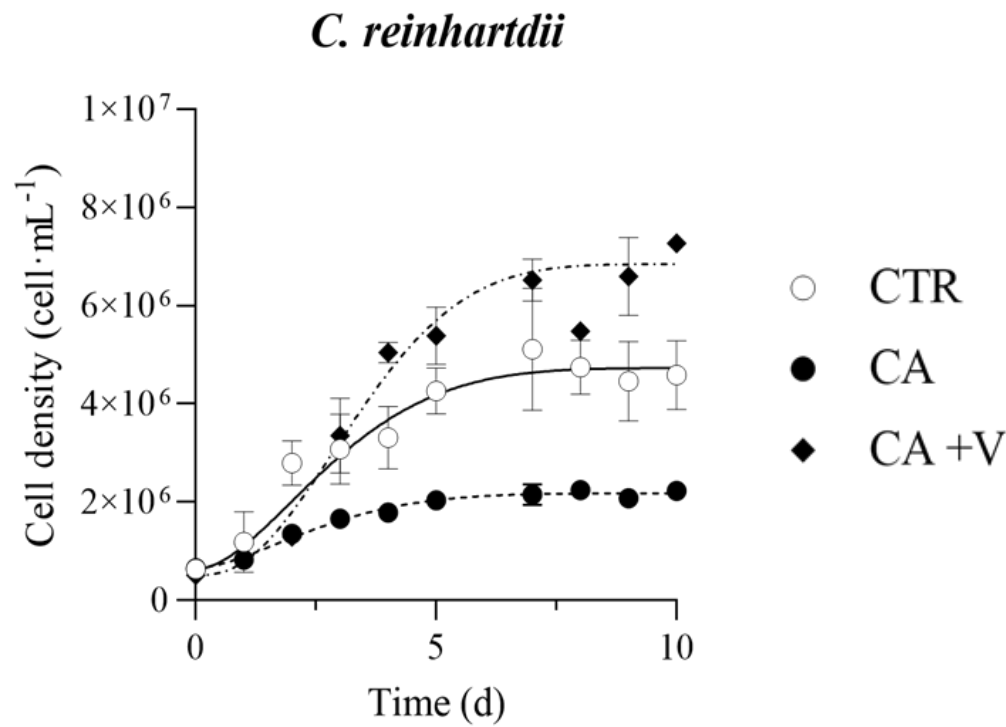 C. reinhartdii
Cell density (cell·mL⁻¹)
1×10⁷
8×10⁶
6×10⁶
4×10⁶
2×10⁶
0
0
5
10
Time (d)
CTR
CA
CA +V